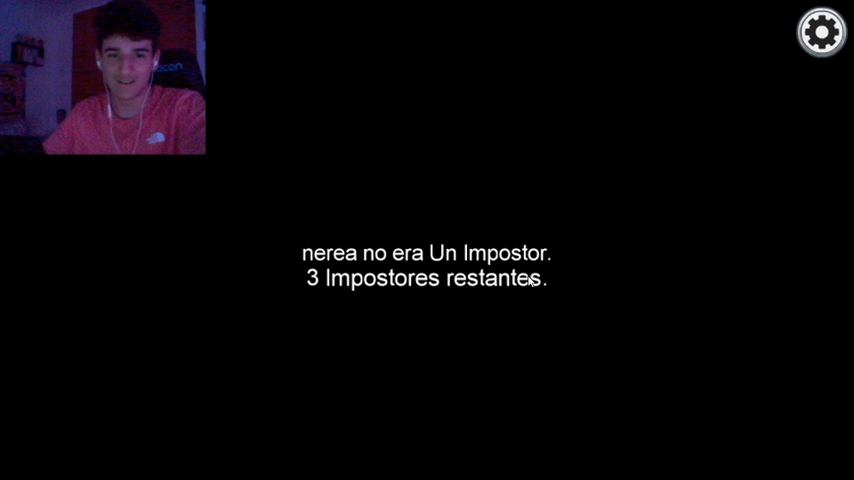 nerea no era Un Impostor.
3 Impostores restantes.